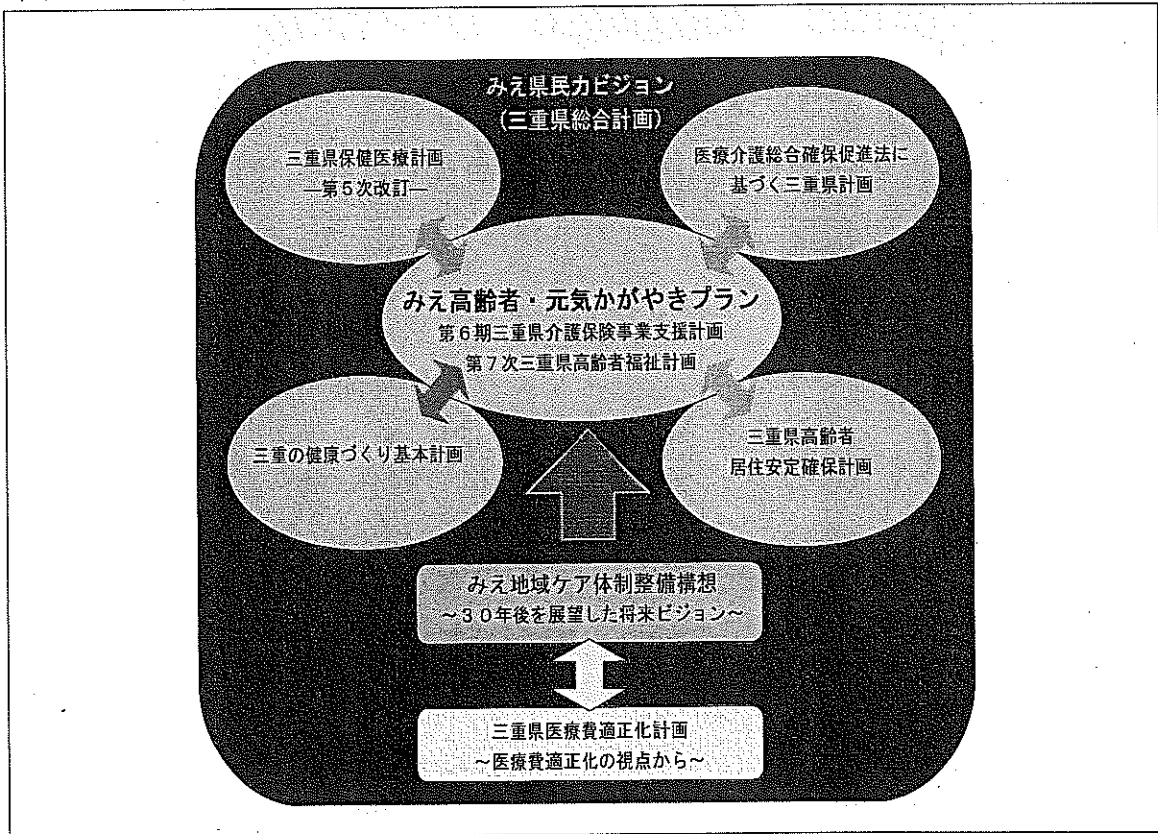 みえ県民力ビジョン
(三重県総合計画)
三重県保健医療計画
―第5次改訂―
医療介護総合確保促進法に
基づく三重県計画
みえ高齢者・元気かがやきプラン
第6期三重県介護保険事業支援計画
第7次三重県高齢者福祉計画
三重の健康づくり基本計画
三重県高齢者
居住安定確保計画
みえ地域ケア体制整備構想
~30年後を展望した将来ビジョン~
三重県医療費適正化計画
~医療費適正化の視点から~